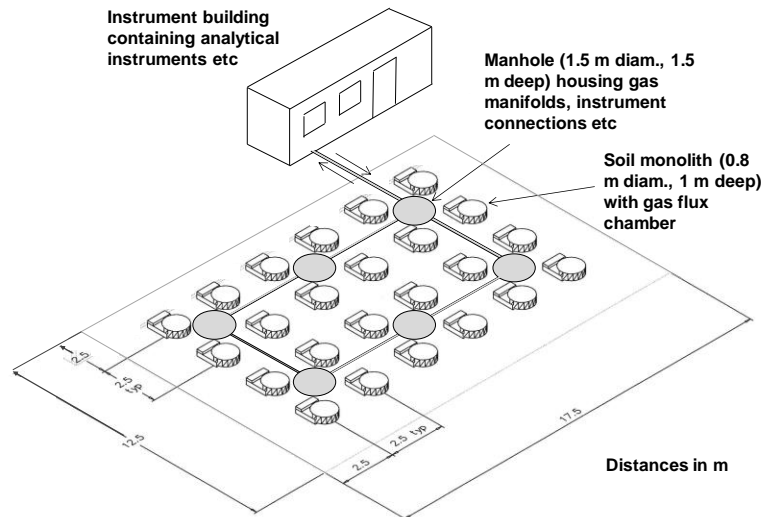 Instrument building
containing analytical
instruments etc
Manhole (1.5 m diam., 1.5
m deep) housing gas
manifolds, instrument
connections etc
Soil monolith (0.8
m diam., 1 m deep)
with gas flux
chamber
2.5
2.5
typ
12.5
2.5 typ
2.5
17.5
Distances in m